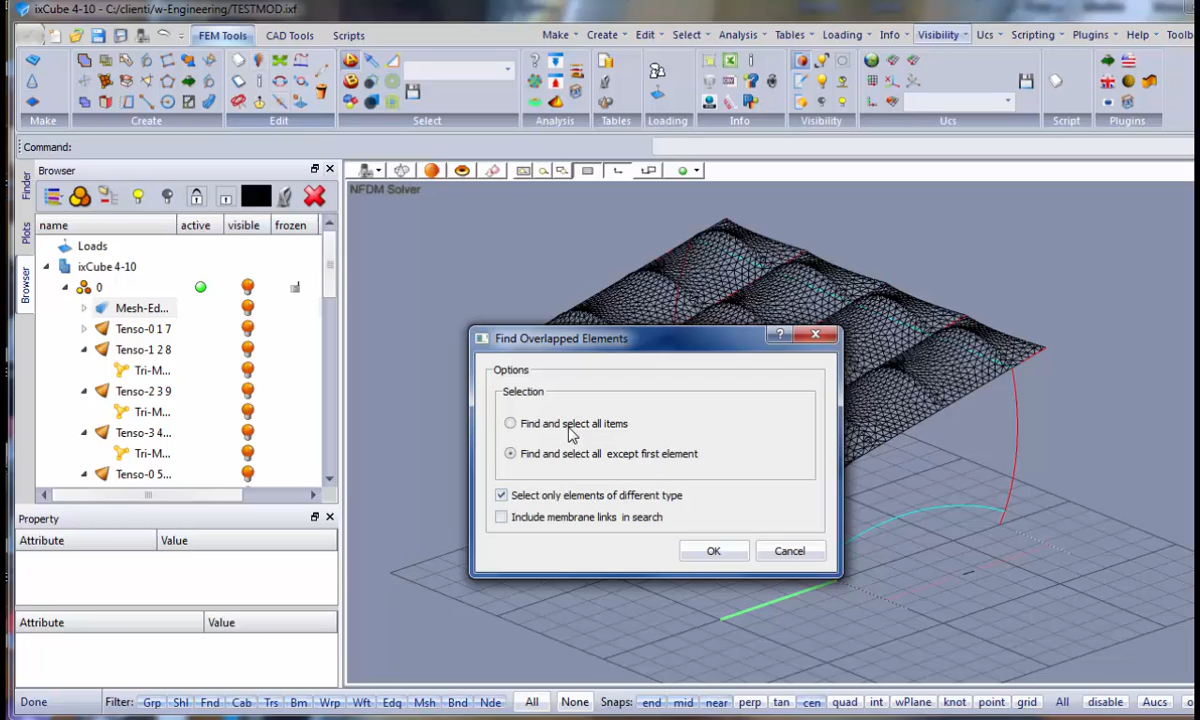 ixCube 4-10 - C:/clienti/w-Engineering/TESTMOD.ixf
FEM Tools CAD Tools Scripts
Make Create Edit Select Analysis Tables Loading Info Visibility Ucs Scripting Plugins Help Toolb
Make Create Edit Select Analysis Tables Loading Info Visibility Ucs Script Plugins
Command:
Browser
Finder
Plots
Browser
name active visible frozen
Loads
ixCube 4-10
0
Mesh-Ed...
Tenso-0 1 7
Tenso-1 2 8
Tri-M...
Tenso-2 3 9
Tri-M...
Tenso-3 4...
Tri-M...
Tenso-0 5...
Property
Attribute Value
Attribute Value
NFDM Solver
Find Overlapped Elements
Options
Selection
Find and select all items
Find and select all except first element
Select only elements of different type
Include membrane links in search
OK Cancel
Done Filter: Grp Shl Fnd Cab Trs Bm Wrp Wft Edg Msh Bnd Nde All None Snaps: end mid near perp tan cen quad int wPlane knot point grid All disable Aucs